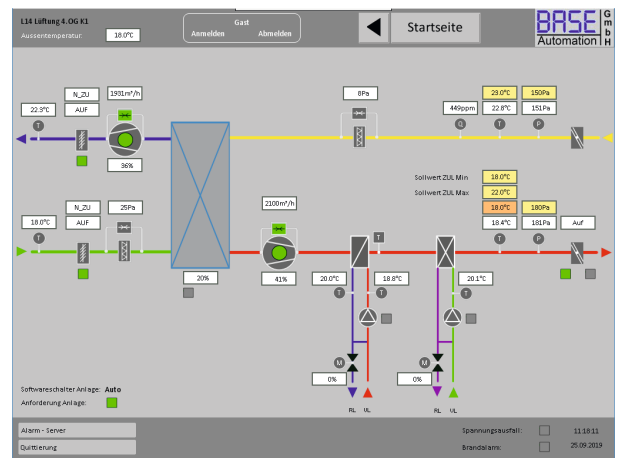 L14 Lüftung 4.OG K1
Aussentemperatur: 18.0°C
Gast
Anmelden Abmelden
Startseite
BASE
Automation
GmbH
N_ZU 1931m³/h
22.3°C AUF
T
36%
8Pa
23.0°C 150Pa
449ppm 22.8°C 151Pa
Q T P
N_ZU 25Pa
18.0°C AUF
T
2100m³/h
20% 41%
Sollwert ZUL Min 18.0°C
Sollwert ZUL Max 22.0°C
18.0°C 180Pa
18.4°C 181Pa Auf
T T P
20.0°C 18.8°C 20.1°C
T T T
M M
0% 0%
RL VL RL VL
Softwareschalter Anlage: Auto
Anforderung Anlage:
Alarm - Server
Quittierung
Spannungsausfall: 11:18:11
Brandalarm: 25.09.2019